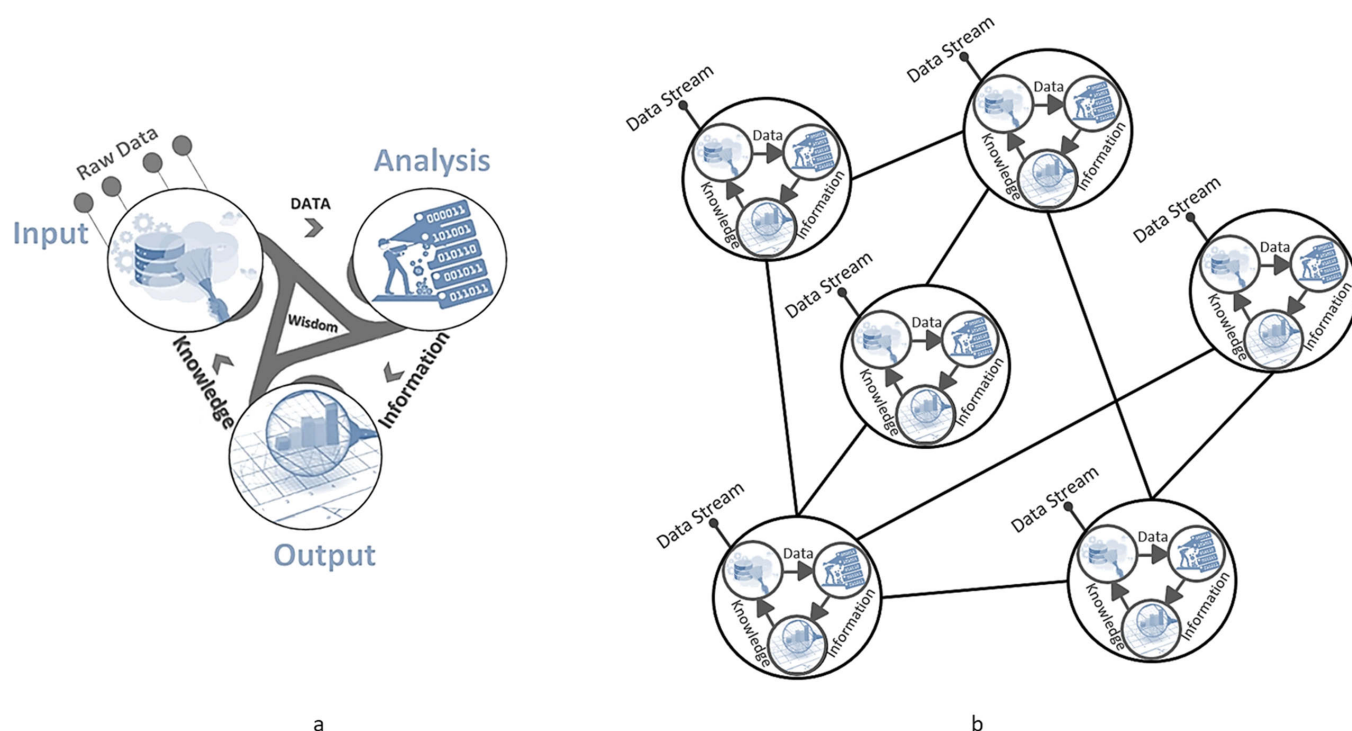 Raw Data
Input
Analysis
DATA
000011
101001
010110
001011
011011
Wisdom
Knowledge
Information
Output
a
Data Stream
Data
Knowledge
Information
Data Stream
Data
Knowledge
Information
Data Stream
Data
Knowledge
Information
Data Stream
Data
Knowledge
Information
Data Stream
Data
Knowledge
Information
Data Stream
Data
Knowledge
Information
b